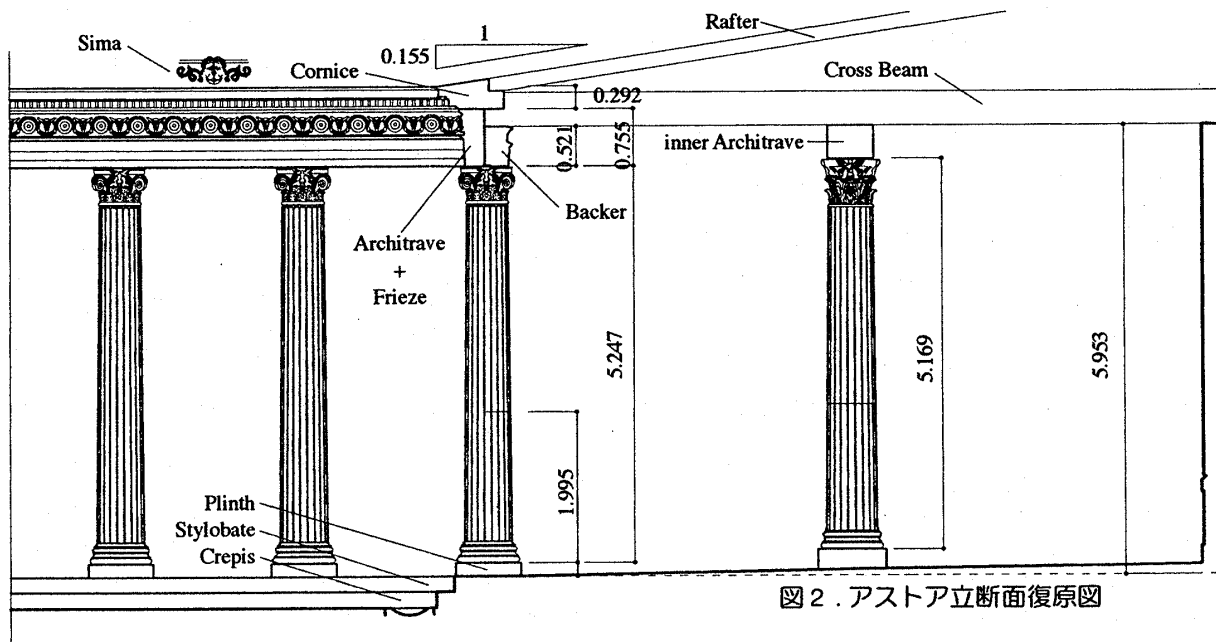 Sima
1
0.155
Rafter
Cornice
Cross Beam
0.292
0.521
0.755
inner Architrave
Backer
Architrave
+
Frieze
5.247
5.169
5.953
1.995
Plinth
Stylobate
Crepis
図2.アストア立断面復原図